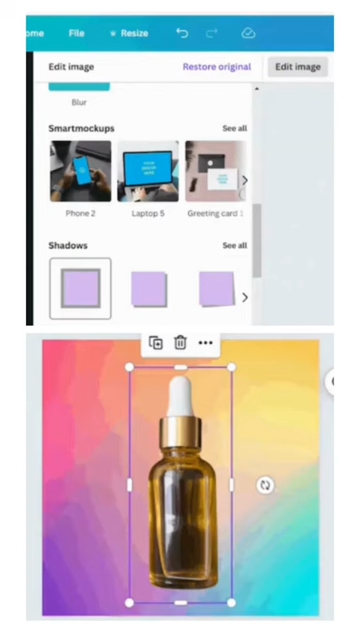 ome File Resize
Edit image Restore original Edit image
Blur
Smartmockups See all
Phone 2 Laptop 5 Greeting card 1
Shadows See all